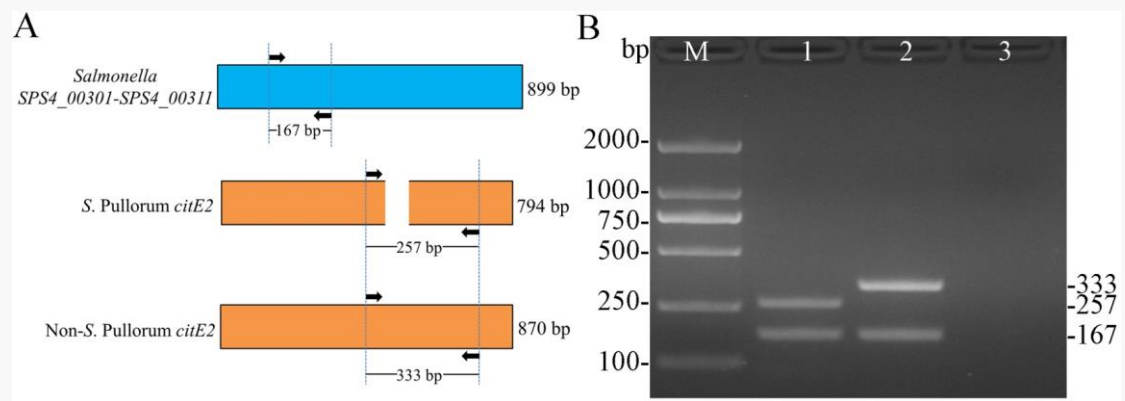 A
Salmonella
SPS4_00301-SPS4_00311
899 bp
167 bp
S. Pullorum citE2
794 bp
257 bp
Non-S. Pullorum citE2
870 bp
333 bp
B
bp
M
1
2
3
2000-
1000-
750-
500-
250-
100-
-333
-257
-167